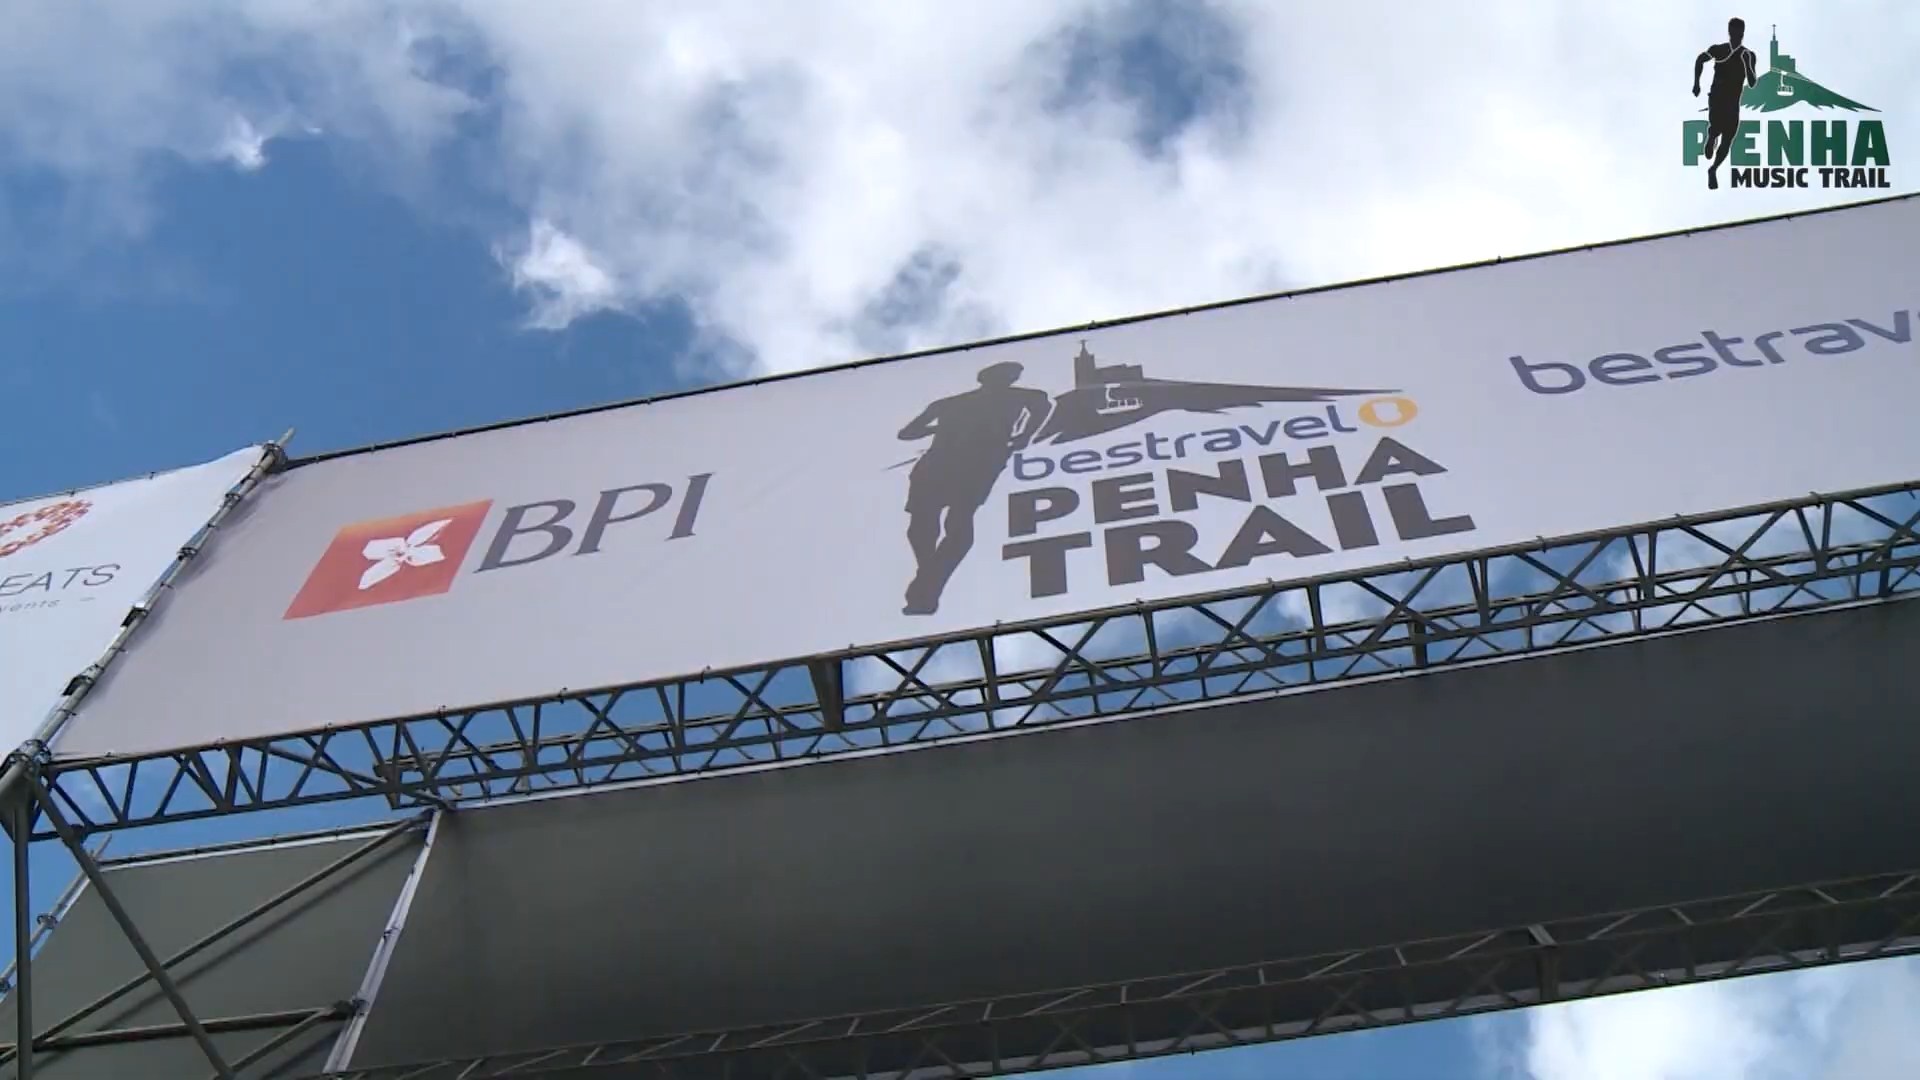 PENHA
MUSIC TRAIL
bestrav
bestravel
PENHA
TRAIL
BPI
EATS